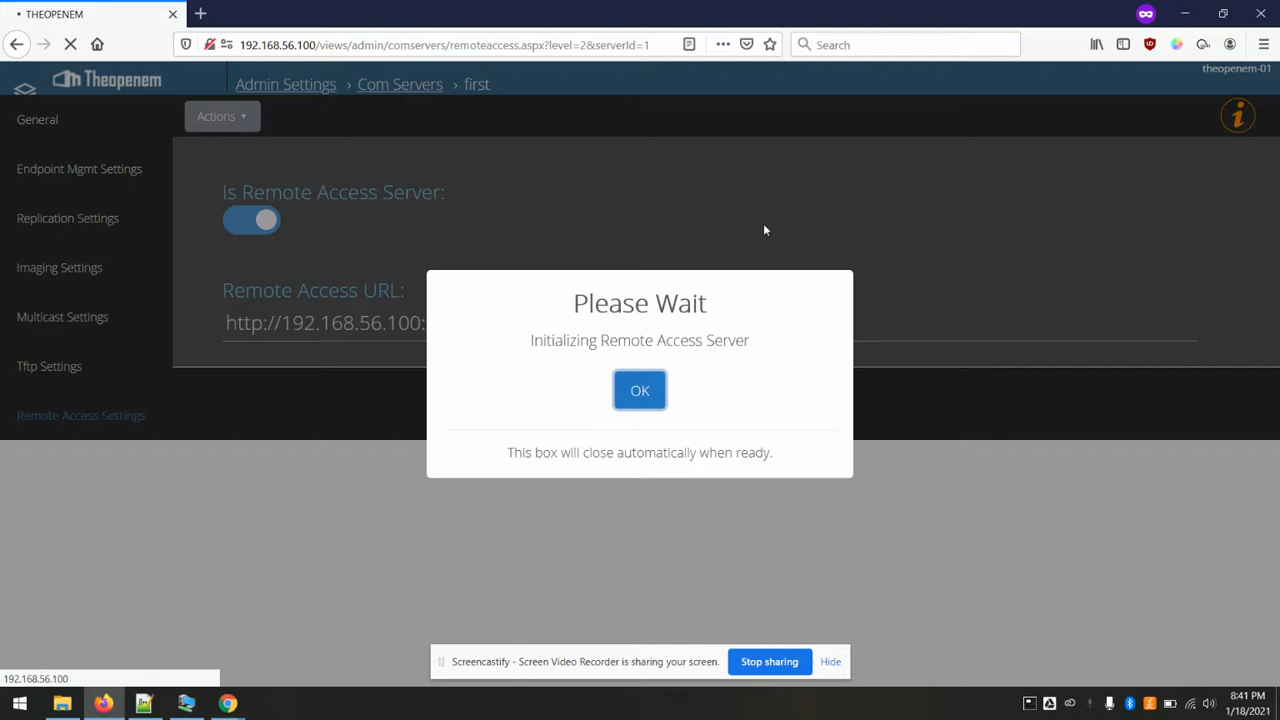 THEOPENEM
192.168.56.100/views/admin/comservers/remoteaccess.aspx?level=2&serverId=1
Search
Theopenem
Admin Settings › Com Servers › first
theopenem-01
General
Actions
Endpoint Mgmt Settings
Is Remote Access Server:
Replication Settings
Imaging Settings
Remote Access URL:
http://192.168.56.100:
Multicast Settings
Tftp Settings
Remote Access Settings
Please Wait
Initializing Remote Access Server
OK
This box will close automatically when ready.
Screencastify - Screen Video Recorder is sharing your screen.
Stop sharing
Hide
192.168.56.100
8:41 PM
1/18/2021